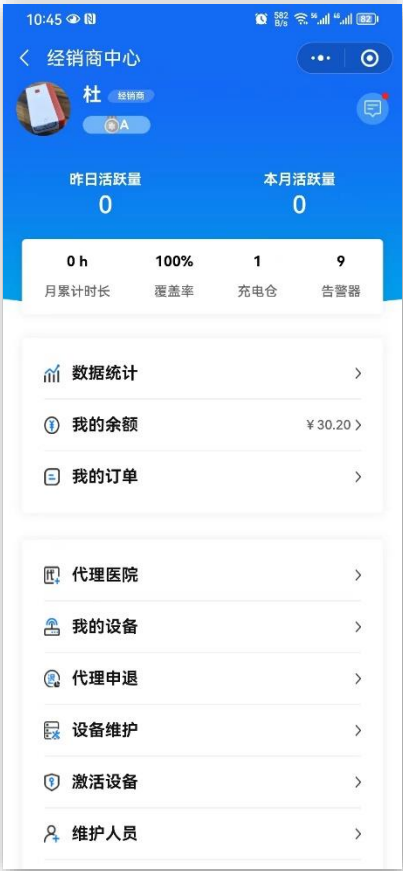 10:45
582 B/s 5G 4G 82
经销商中心
杜 经销商
A
昨日活跃量 本月活跃量
0 0
0 h 100% 1 9
月累计时长 覆盖率 充电仓 告警器
数据统计
我的余额 ¥30.20
我的订单
代理医院
我的设备
代理申退
设备维护
激活设备
维护人员